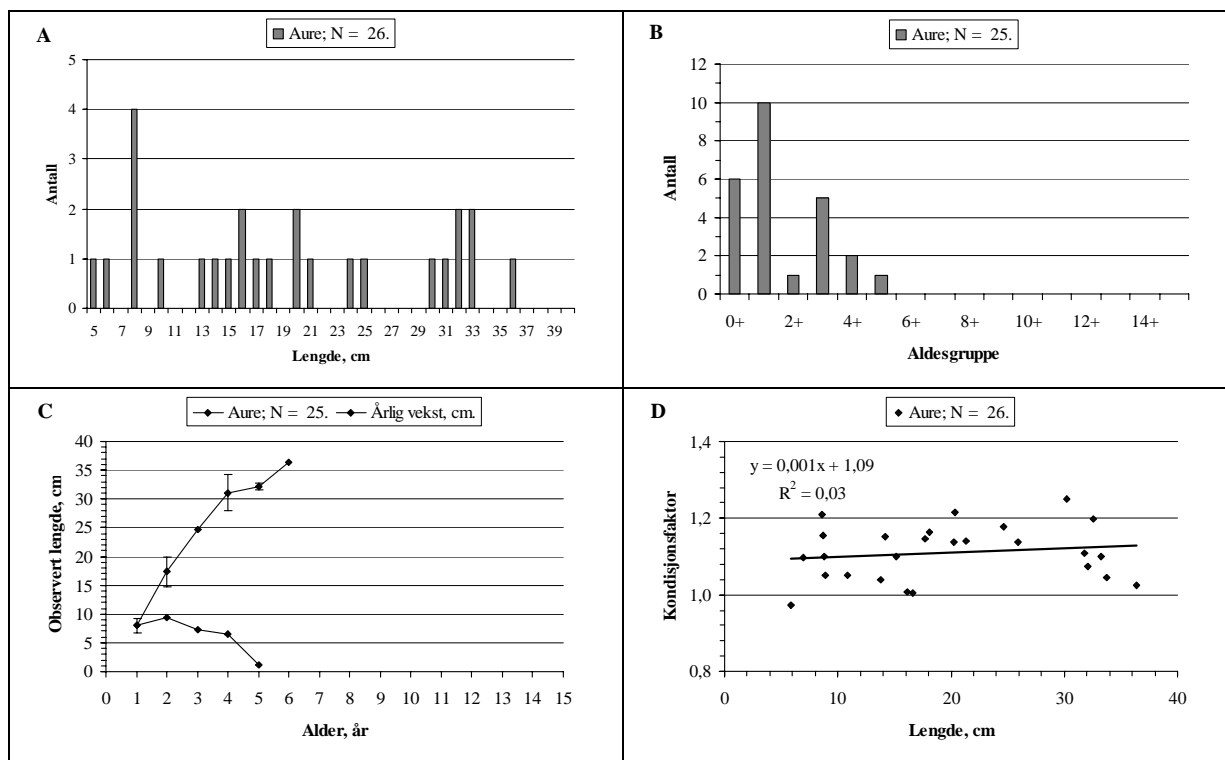 A
Aure; N = 26.
Antall
5
4
3
2
1
0
5 7 9 11 13 15 17 19 21 23 25 27 29 31 33 35 37 39
Lengde, cm
B
Aure; N = 25.
Antall
12
10
8
6
4
2
0
0+ 2+ 4+ 6+ 8+ 10+ 12+ 14+
Aldesgruppe
C
Aure; N = 25. Årlig vekst, cm.
Observert lengde, cm
40
35
30
25
20
15
10
5
0
1 2 3 4 5 6 7 8 9 10 11 12 13 14 15
Alder, år
D
Aure; N = 26.
Kondisjonsfaktor
1,4
1,2
1,0
0,8
y = 0,001x + 1,09
R2 = 0,03
0 10 20 30 40
Lengde, cm